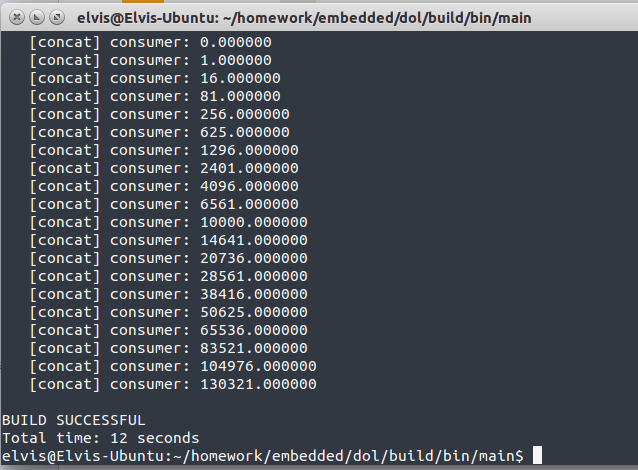 elvis@Elvis-Ubuntu: ~/homework/embedded/dol/build/bin/main
[concat] consumer: 0.000000
[concat] consumer: 1.000000
[concat] consumer: 16.000000
[concat] consumer: 81.000000
[concat] consumer: 256.000000
[concat] consumer: 625.000000
[concat] consumer: 1296.000000
[concat] consumer: 2401.000000
[concat] consumer: 4096.000000
[concat] consumer: 6561.000000
[concat] consumer: 10000.000000
[concat] consumer: 14641.000000
[concat] consumer: 20736.000000
[concat] consumer: 28561.000000
[concat] consumer: 38416.000000
[concat] consumer: 50625.000000
[concat] consumer: 65536.000000
[concat] consumer: 83521.000000
[concat] consumer: 104976.000000
[concat] consumer: 130321.000000
BUILD SUCCESSFUL
Total time: 12 seconds
elvis@Elvis-Ubuntu:~/homework/embedded/dol/build/bin/main$